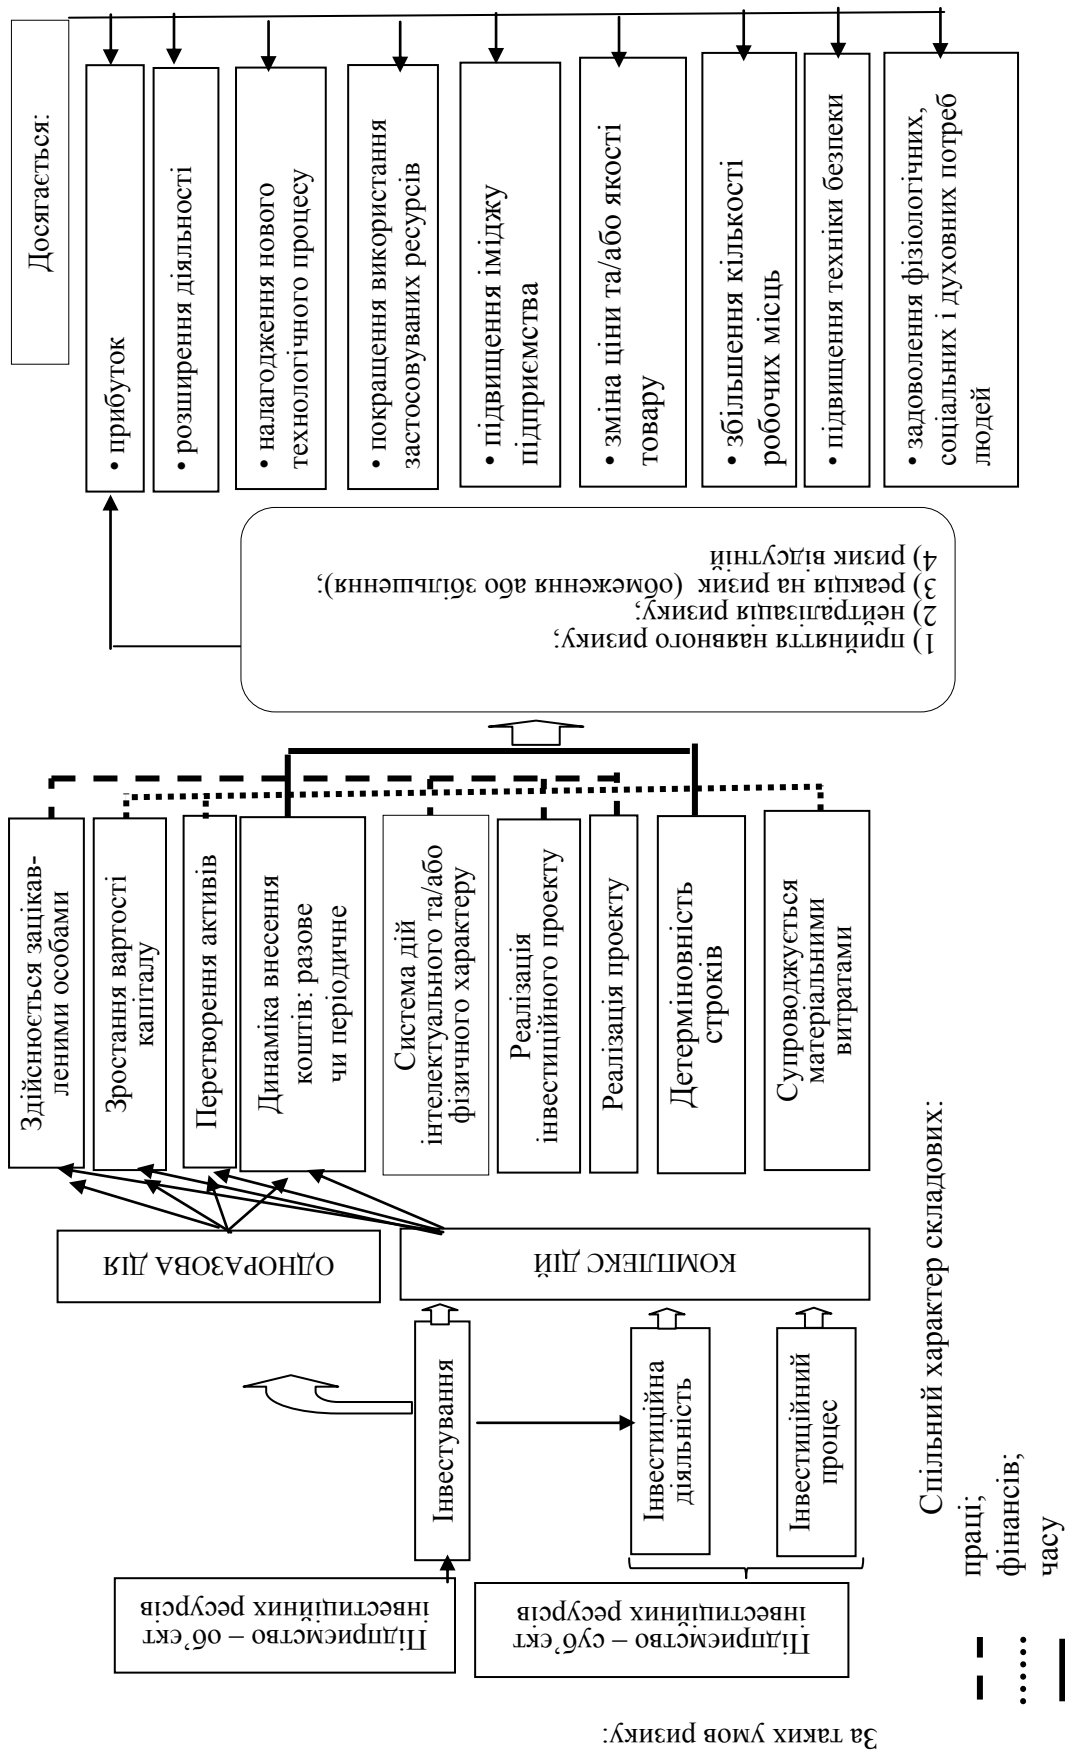 Підприємство – об’єкт
інвестиційних ресурсів
Підприємство – суб’єкт
інвестиційних ресурсів
Інвестування
Інвестиційна
діяльність
Інвестиційний
процес
ОДНОРАЗОВА ДІЯ
КОМПЛЕКС ДІЙ
Здійснюється зацікав-
леними особами
Зростання вартості
капіталу
Перетворення активів
Динаміка внесення
коштів: разове
чи періодичне
Система дій
інтелектуального та/або
фізичного характеру
Реалізація
інвестиційного проекту
Реалізація проекту
Детерміновність
строків
Супроводжується
матеріальними
витратами
За таких умов ризику:
1) прийняття наявного ризику;
2) нейтралізація ризику;
3) реакція на ризик (обмеження або збільшення);
4) ризик відсутній
Досягається:
• прибуток
• розширення діяльності
• налагодження нового
технологічного процесу
• покращення використання
застосовуваних ресурсів
• підвищення іміджу
підприємства
• зміна ціни та/або якості
товару
• збільшення кількості
робочих місць
• підвищення техніки безпеки
• задоволення фізіологічних,
соціальних і духовних потреб
людей
Спільний характер складових:
праці;
фінансів;
часу